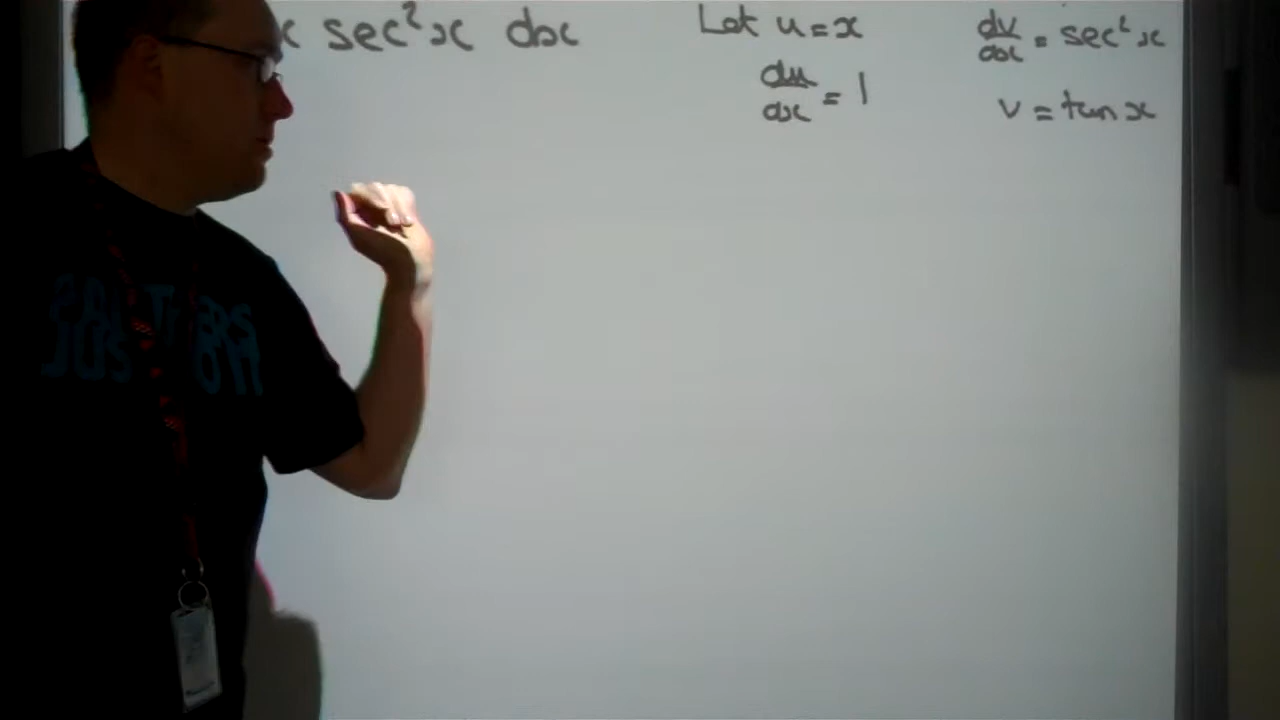 x sec²x dx
Let u = x
du/dx = 1
dv/dx = sec²x
v = tan x